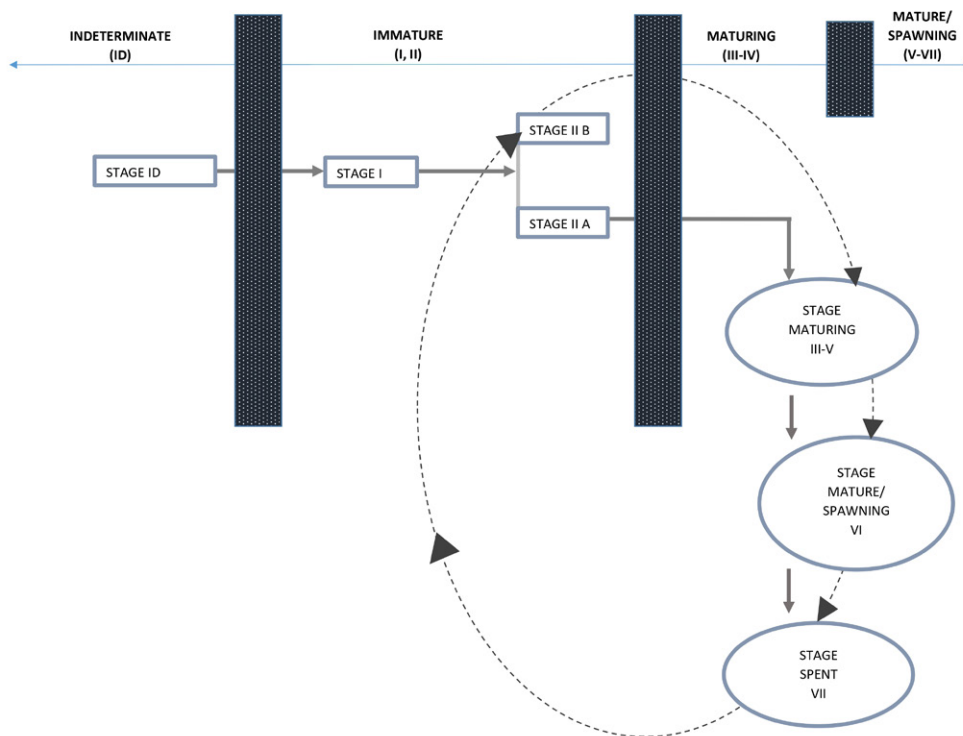 INDETERMINATE
(ID)
IMMATURE
(I, II)
MATURING
(III-IV)
MATURE/
SPAWNING
(V-VII)
STAGE ID
STAGE I
STAGE II B
STAGE II A
STAGE
MATURING
III-V
STAGE
MATURE/
SPAWNING
VI
STAGE
SPENT
VII